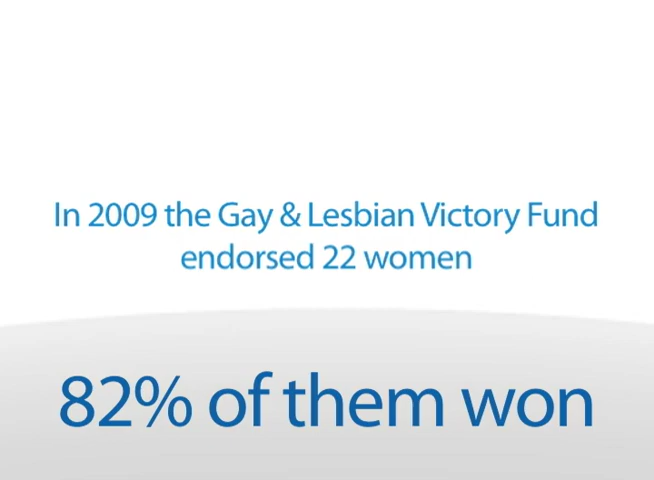 In 2009 the Gay & Lesbian Victory Fund
endorsed 22 women
82% of them won